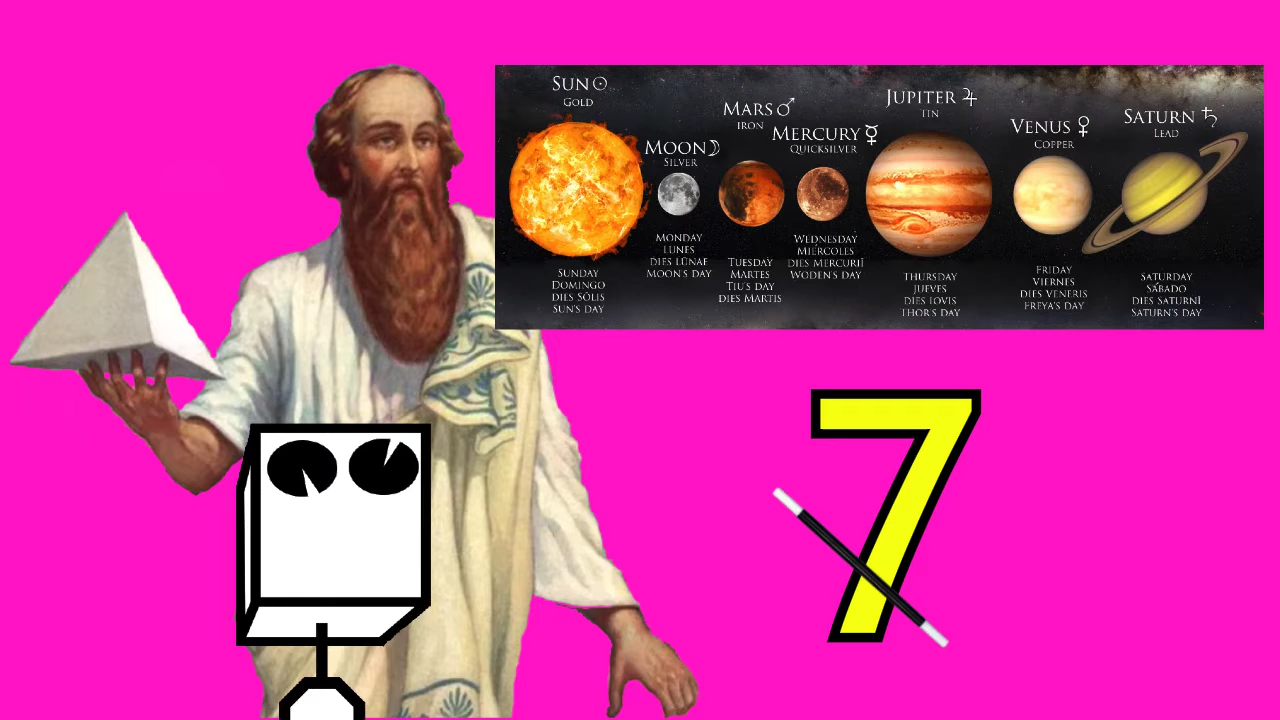 SUN☉
GOLD
SUNDAY
DOMINGO
DIES SŌLIS
SUN'S DAY
MOON☽
SILVER
MONDAY
LUNES
DIES LŪNAE
MOON'S DAY
MARS♂
IRON
TUESDAY
MARTES
TIU'S DAY
DIES MARTIS
MERCURY☿
QUICKSILVER
WEDNESDAY
MIÉRCOLES
DIES MERCURIĪ
WODEN'S DAY
JUPITER ♃
TIN
THURSDAY
JUEVES
DIES IOVIS
THOR'S DAY
VENUS ♀
COPPER
FRIDAY
VIERNES
DIES VENERIS
FREYA'S DAY
SATURN ♄
LEAD
SATURDAY
SÁBADO
DIES SATURNĪ
SATURN'S DAY
7